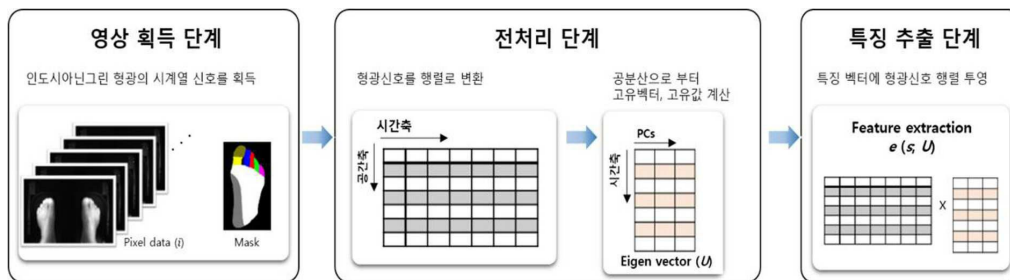 영상 획득 단계
인도시아닌그린 형광의 시계열 신호를 획득
Pixel data (i)
Mask
전처리 단계
형광신호를 행렬로 변환
시간축
공간축
공분산으로 부터
고유벡터, 고유값 계산
PCs
시간축
Eigen vector (U)
특징 추출 단계
특징 벡터에 형광신호 행렬 투영
Feature extraction
e (s; U)
X